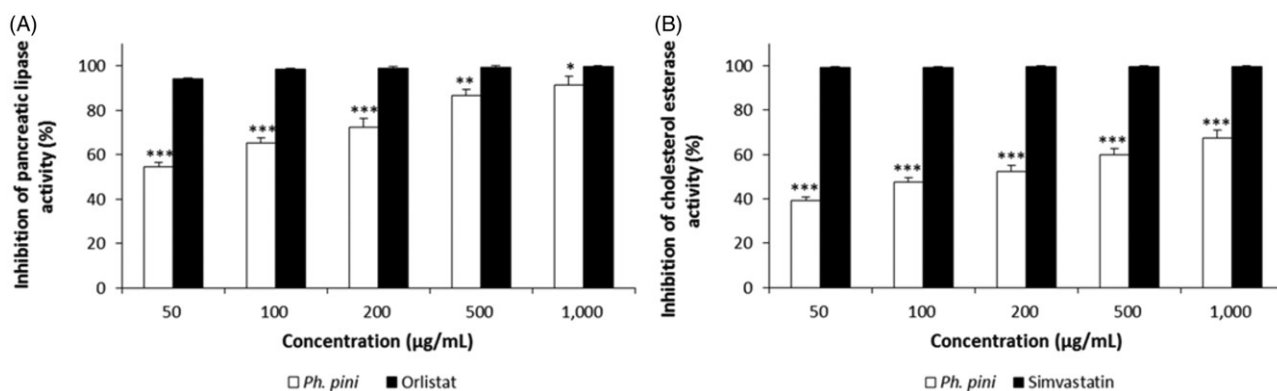 (A)
Inhibition of pancreatic lipase
activity (%)
100
80
60
40
20
0
***
***
***
**
*
50 100 200 500 1,000
Concentration (µg/mL)
Ph. pini Orlistat
(B)
Inhibition of cholesterol esterase
activity (%)
100
80
60
40
20
0
***
***
***
***
***
50 100 200 500 1,000
Concentration (µg/mL)
Ph. pini Simvastatin